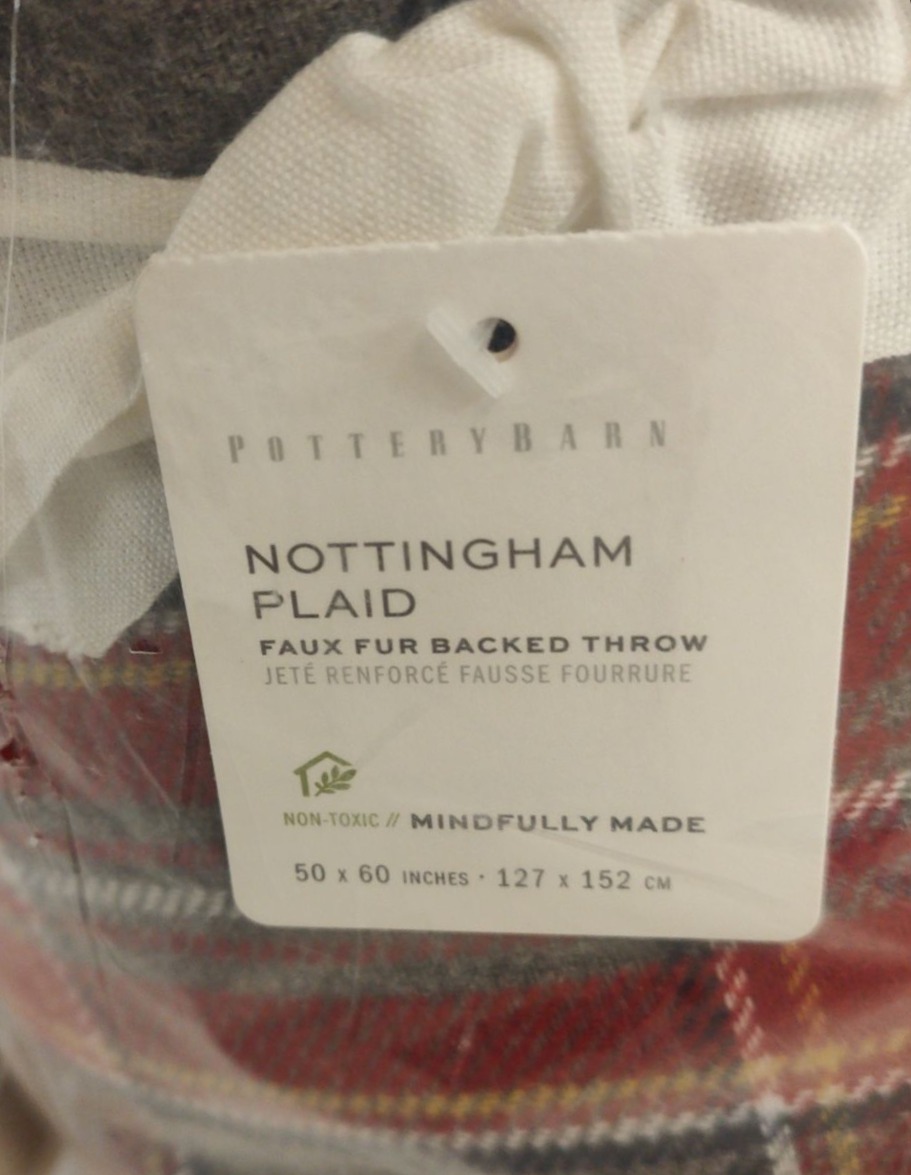 POTTERYBARN
NOTTINGHAM
PLAID
FAUX FUR BACKED THROW
JETÉ RENFORCÉ FAUSSE FOURRURE
NON-TOXIC // MINDFULLY MADE
50 x 60 INCHES · 127 x 152 CM